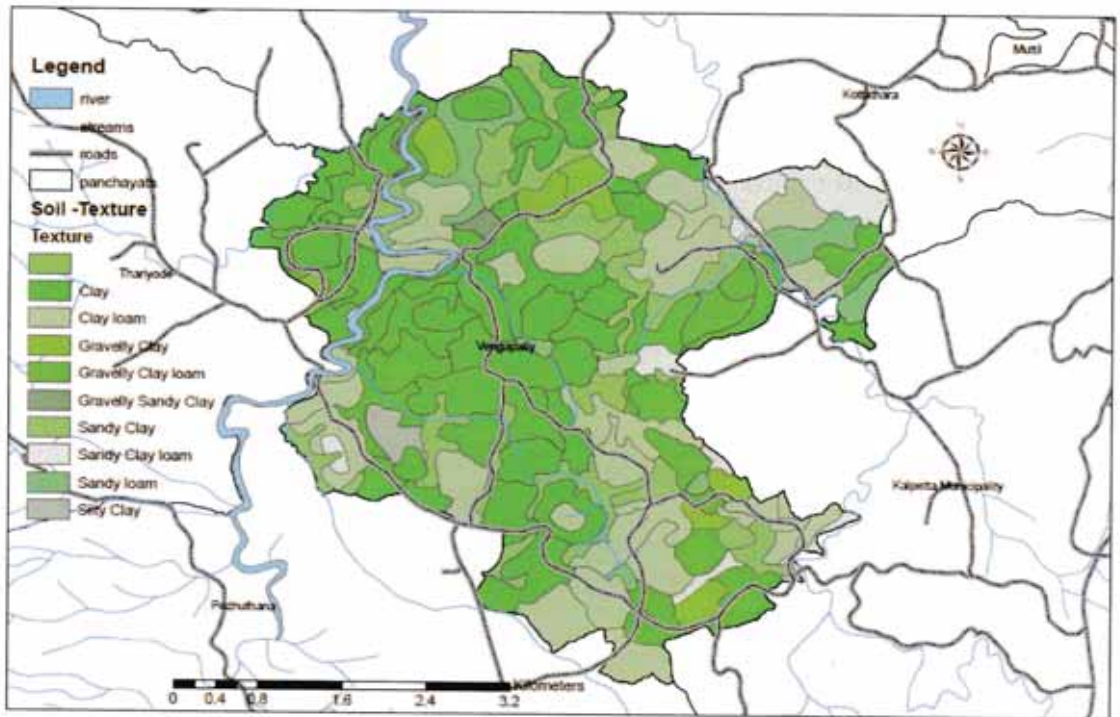 Legend
river
streams
roads
panchayats
Soil -Texture
Texture
Clay
Clay loam
Gravelly Clay
Gravelly Clay loam
Gravelly Sandy Clay
Sandy Clay
Sandy Clay loam
Sandy loam
Silty Clay
Muttil
Kottathara
Thariyode
Vengapally
Kalpetta Municipality
Pozhuthana
Kilometers
0 0.4 0.8 1.6 2.4 3.2